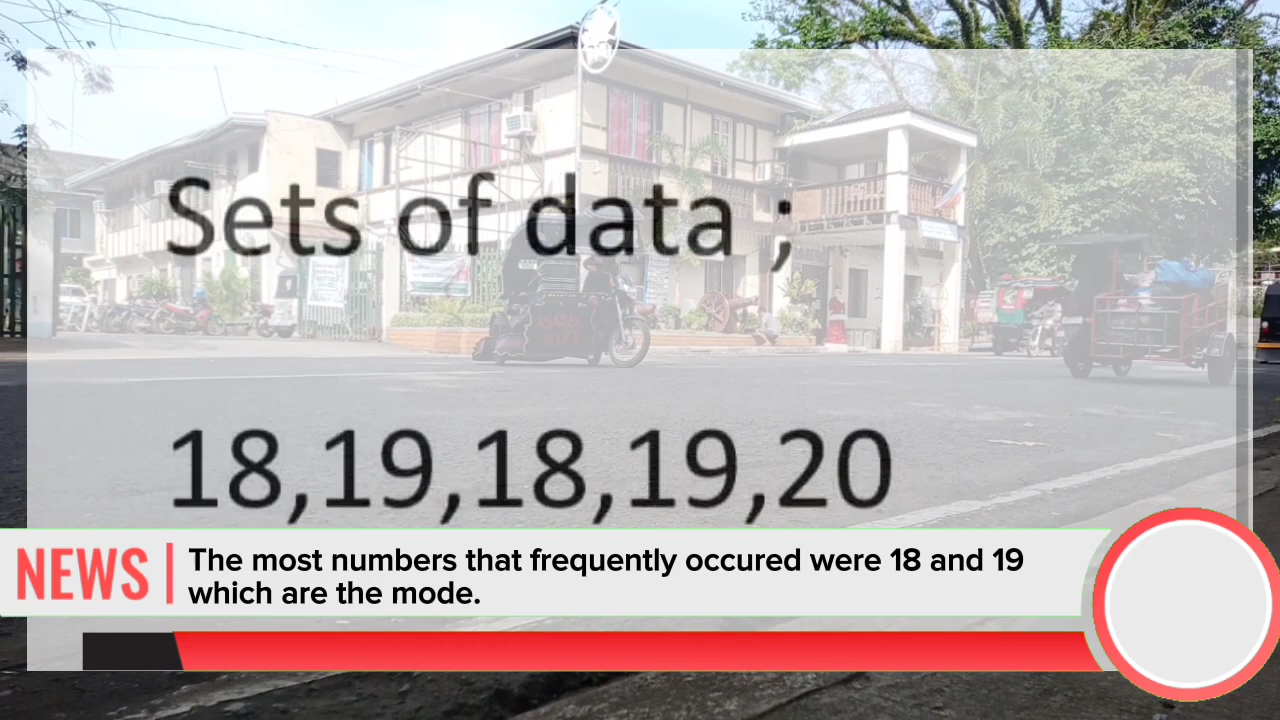 Sets of data ;
18,19,18,19,20
NEWS
The most numbers that frequently occured were 18 and 19
which are the mode.